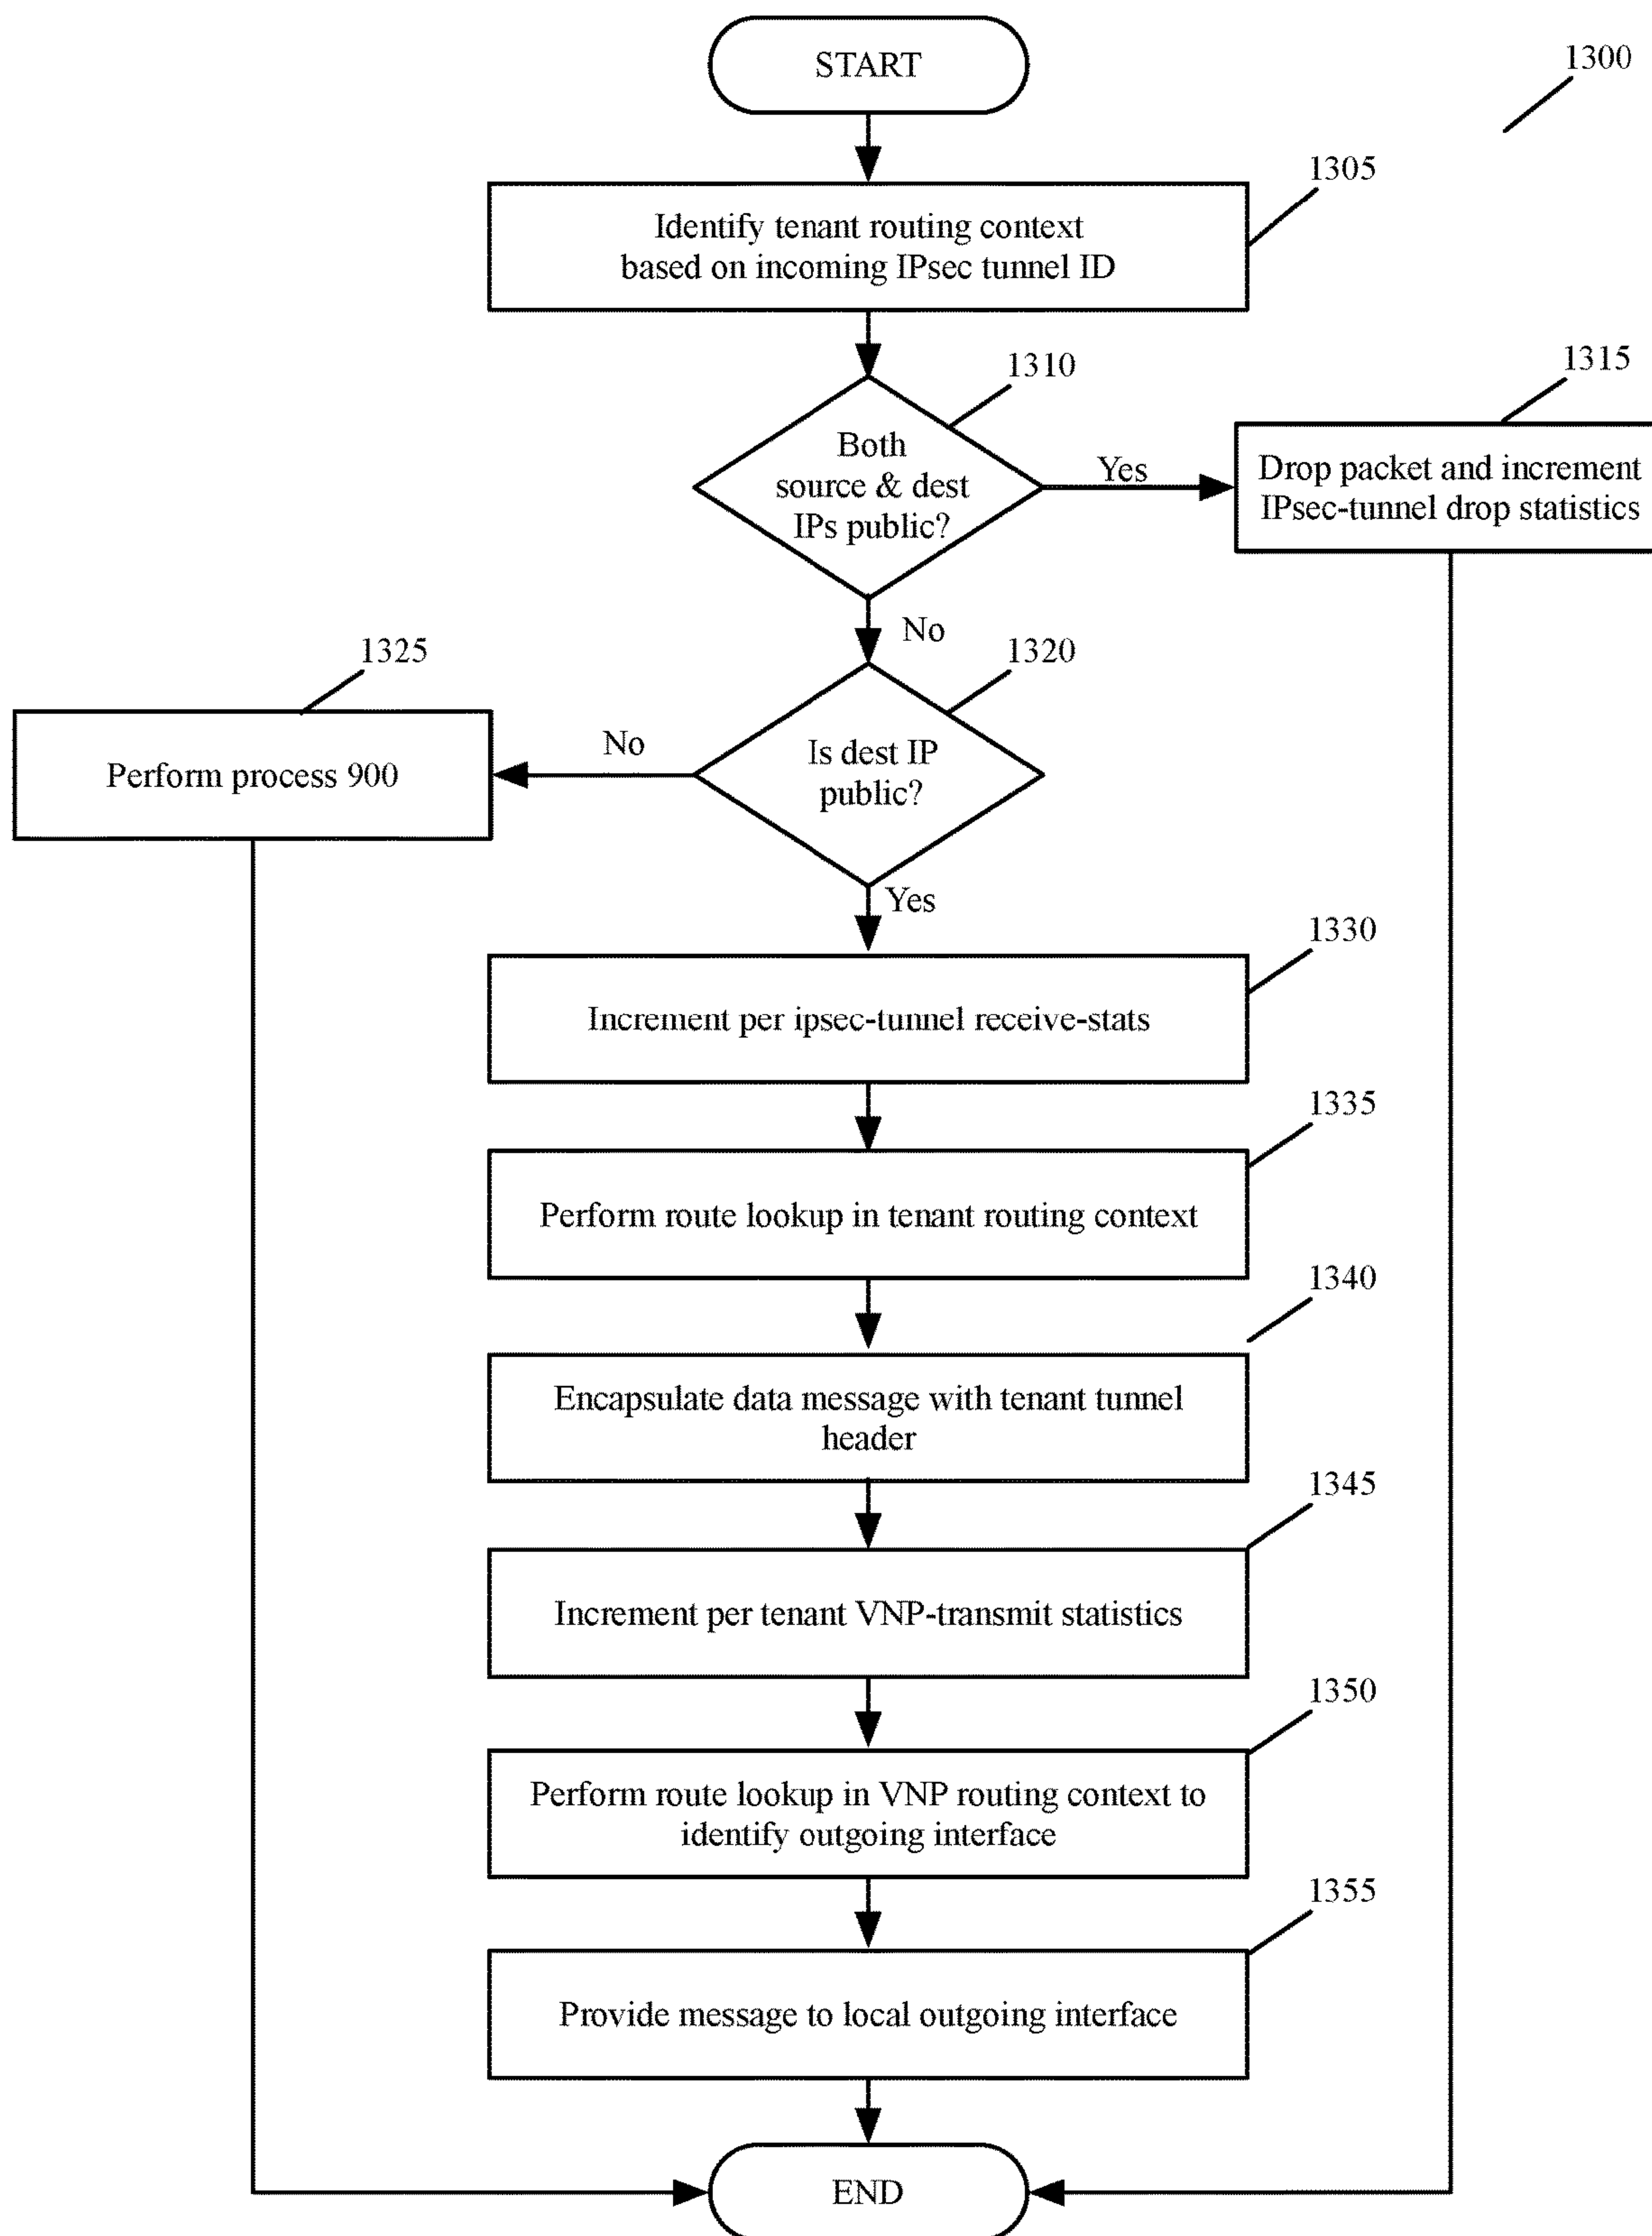 START
1300
1305
Identify tenant routing context
based on incoming IPsec tunnel ID
1310
1315
Both
source & dest
IPs public?
Yes
Drop packet and increment
IPsec-tunnel drop statistics
No
1325
1320
Perform process 900
No
Is dest IP
public?
Yes
1330
Increment per ipsec-tunnel receive-stats
1335
Perform route lookup in tenant routing context
1340
Encapsulate data message with tenant tunnel
header
1345
Increment per tenant VNP-transmit statistics
1350
Perform route lookup in VNP routing context to
identify outgoing interface
1355
Provide message to local outgoing interface
END